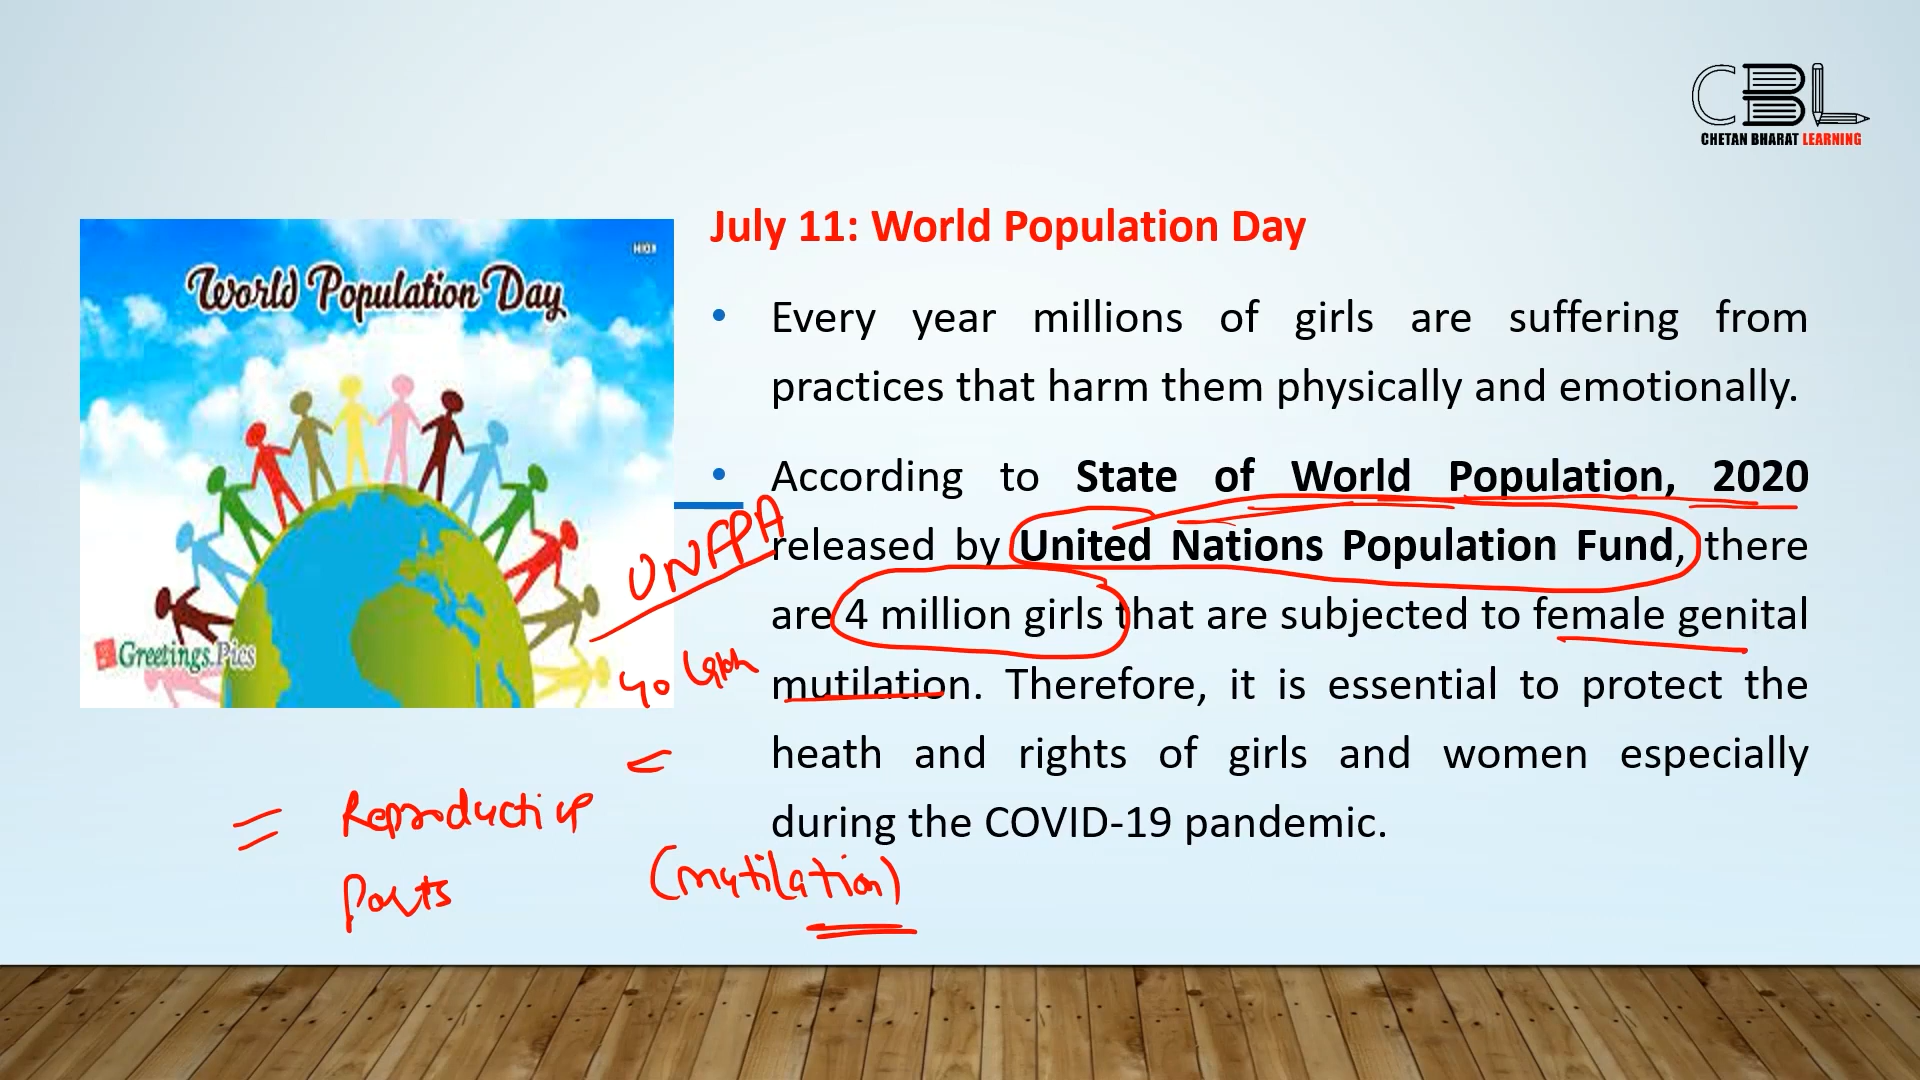 CBL
CHETAN BHARAT LEARNING
July 11: World Population Day
HIOX
World Population Day
Greetings.Pics
• Every year millions of girls are suffering from
practices that harm them physically and emotionally.
• According to State of World Population, 2020
released by United Nations Population Fund, there
are 4 million girls that are subjected to female genital
mutilation. Therefore, it is essential to protect the
heath and rights of girls and women especially
during the COVID-19 pandemic.
UNFPA
40 lakh
= Reproductive
Parts
(mutilation)